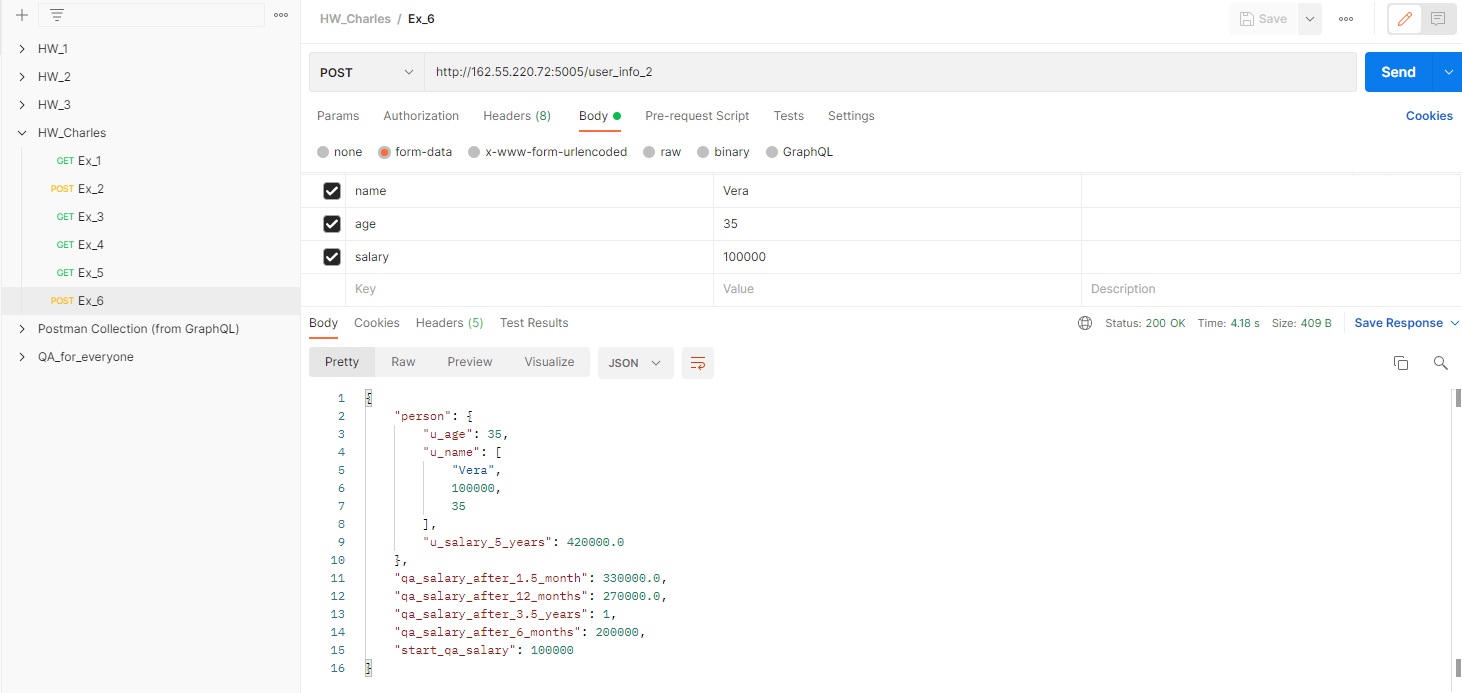 HW_1
HW_2
HW_3
HW_Charles
GET Ex_1
POST Ex_2
GET Ex_3
GET Ex_4
GET Ex_5
POST Ex_6
Postman Collection (from GraphQL)
QA_for_everyone
HW_Charles / Ex_6
Save
POST http://162.55.220.72:5005/user_info_2 Send
Params Authorization Headers (8) Body Pre-request Script Tests Settings Cookies
none form-data x-www-form-urlencoded raw binary GraphQL
name Vera
age 35
salary 100000
Key Value Description
Body Cookies Headers (5) Test Results Status: 200 OK Time: 4.18 s Size: 409 B Save Response
Pretty Raw Preview Visualize JSON
1 {
2 "person": {
3 "u_age": 35,
4 "u_name": [
5 "Vera",
6 100000,
7 35
8 ],
9 "u_salary_5_years": 420000.0
10 },
11 "qa_salary_after_1.5_month": 330000.0,
12 "qa_salary_after_12_months": 270000.0,
13 "qa_salary_after_3.5_years": 1,
14 "qa_salary_after_6_months": 200000,
15 "start_qa_salary": 100000
16 }